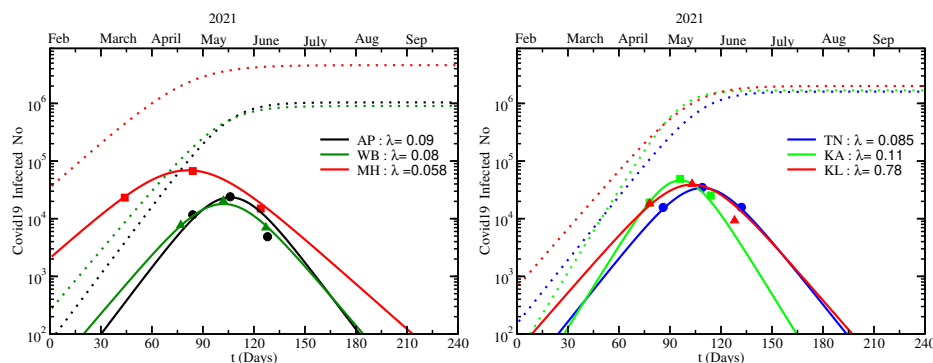 2021
Feb March April May June July Aug Sep
Covid19 Infected No
10^6
10^5
10^4
10^3
10^2
AP : λ= 0.09
WB : λ= 0.08
MH : λ =0.058
0 30 60 90 120 150 180 210 240
t (Days)
2021
Feb March April May June July Aug Sep
Covid19 Infected No
10^6
10^5
10^4
10^3
10^2
TN : λ = 0.085
KA : λ= 0.11
KL : λ= 0.78
0 30 60 90 120 150 180 210 240
t (Days)